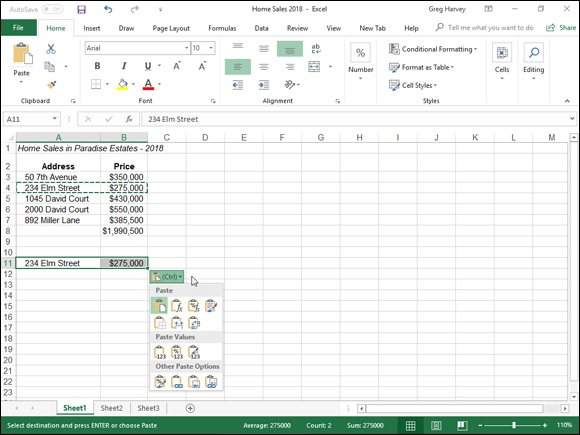 AutoSave Off Home Sales 2018 - Excel Greg Harvey
File Home Insert Draw Page Layout Formulas Data Review View New Tab Help Tell me what you want to do Share
Paste
Arial 10
B I U
ab
Number
Conditional Formatting
Format as Table
Cell Styles
Cells
Editing
Clipboard Font Alignment Styles
A11 fx 234 Elm Street
A B C D E F G H I J K L M
1 Home Sales in Paradise Estates - 2018
2 Address Price
3 50 7th Avenue $350,000
4 234 Elm Street $275,000
5 1045 David Court $430,000
6 2000 David Court $550,000
7 892 Miller Lane $385,500
8 $1,990,500
9
10
11 234 Elm Street $275,000
12 (Ctrl)
13 Paste
14
15
16
17 Paste Values
18
19 123 123 123
20 Other Paste Options
21
22
23
Sheet1 Sheet2 Sheet3
Select destination and press ENTER or choose Paste Average: 275000 Count: 2 Sum: 275000 110%